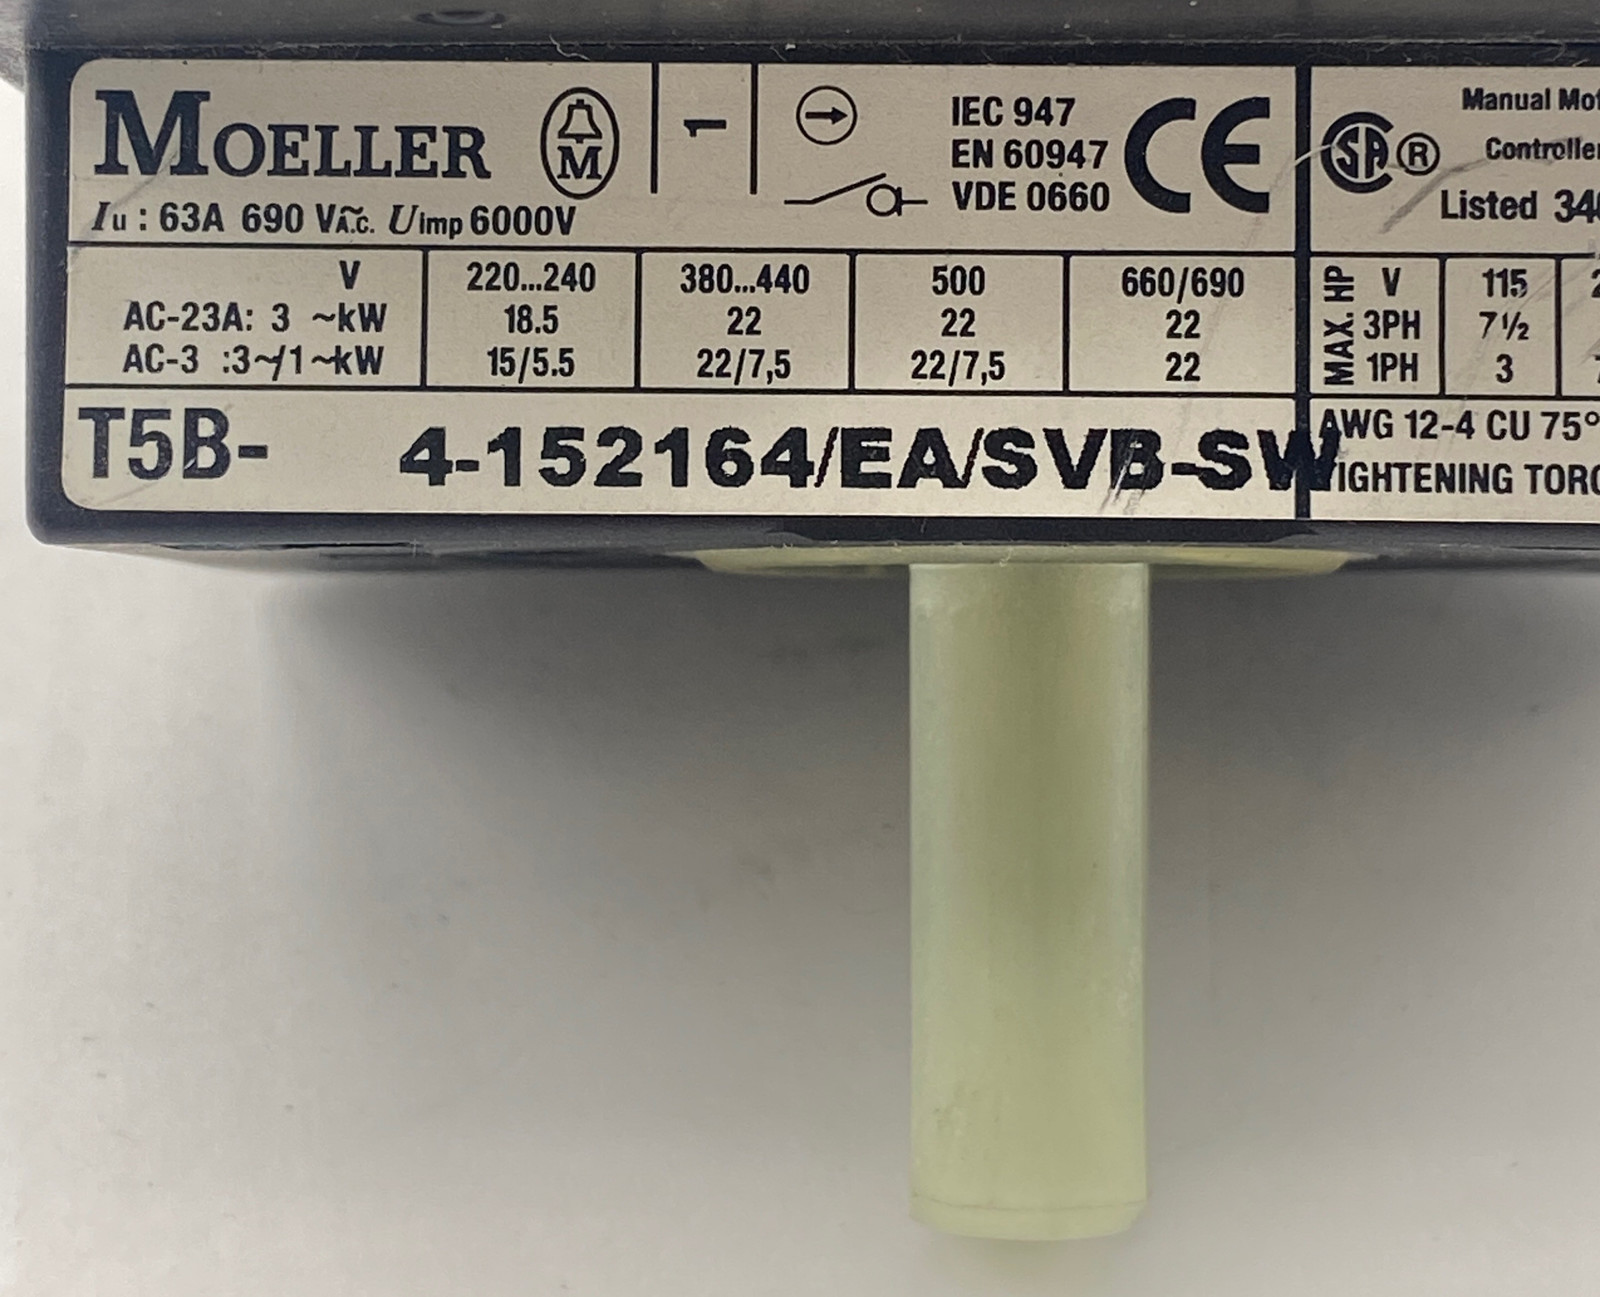 MOELLER
M
1
IEC 947
EN 60947
VDE 0660
CE
Iu : 63A 690 V A.C. Uimp 6000V
V 220...240 380...440 500 660/690
AC-23A: 3 ~kW 18.5 22 22 22
AC-3 :3~/1~kW 15/5.5 22/7,5 22/7,5 22
T5B- 4-152164/EA/SVB-SW
SA ®
Manual
Listed
MAX. HP
V 115
3PH 7½
1PH 3
AWG 12-4 CU 75°
TIGHTENING